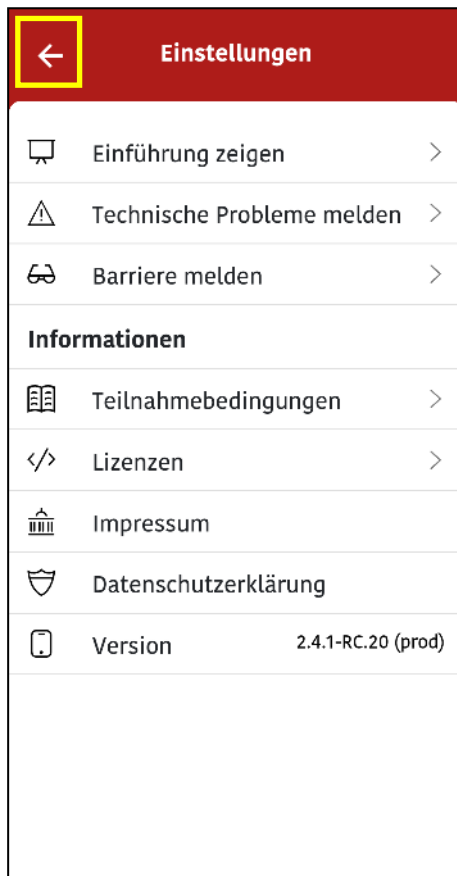 Einstellungen
Einführung zeigen
Technische Probleme melden
Barriere melden
Informationen
Teilnahmebedingungen
Lizenzen
Impressum
Datenschutzerklärung
Version 2.4.1-RC.20 (prod)